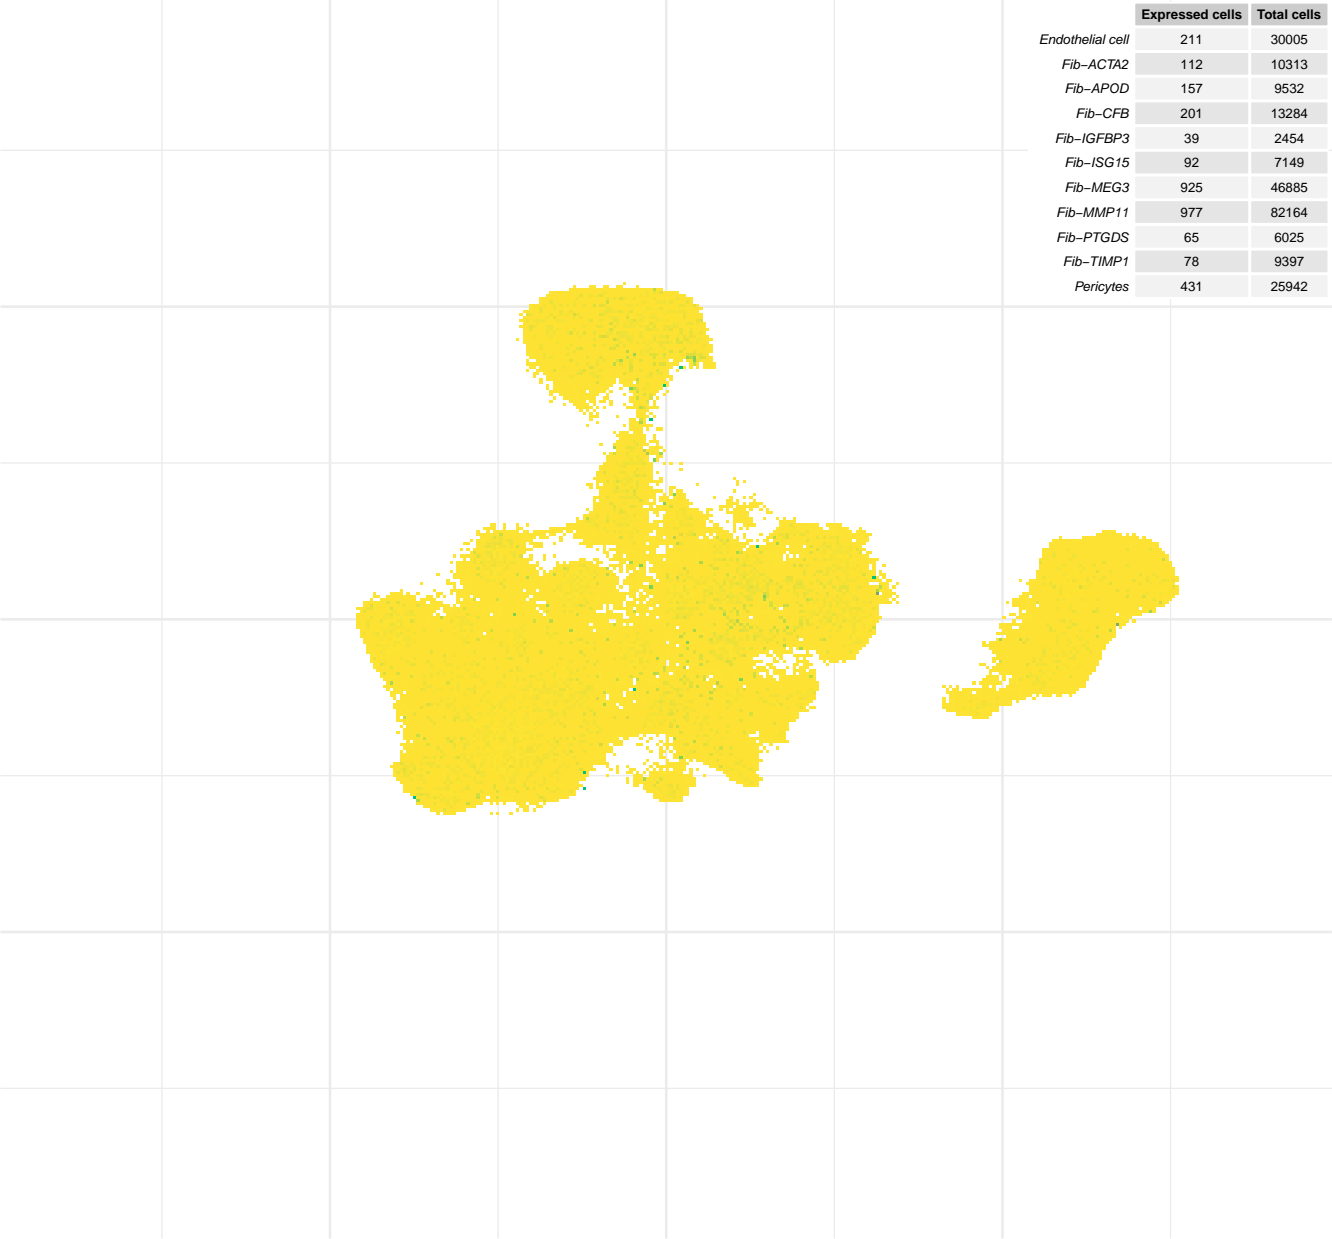 Expressed cells Total cells
Endothelial cell 211 30005
Fib−ACTA2 112 10313
Fib−APOD 157 9532
Fib−CFB 201 13284
Fib−IGFBP3 39 2454
Fib−ISG15 92 7149
Fib−MEG3 925 46885
Fib−MMP11 977 82164
Fib−PTGDS 65 6025
Fib−TIMP1 78 9397
Pericytes 431 25942